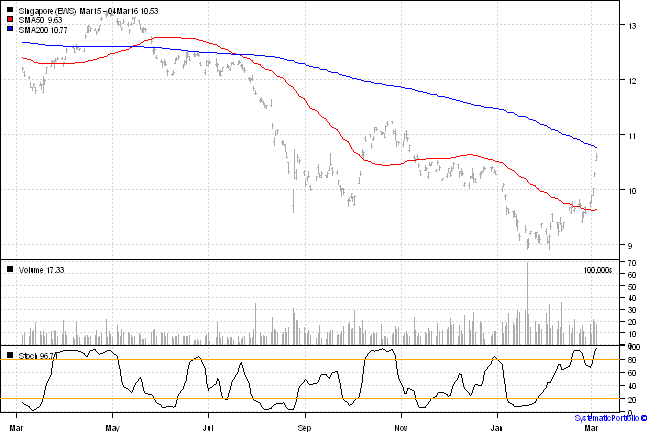 Singapore (EWS) Mar15 - 04Mar16 10.53
SMA50 9.63
SMA200 10.77
13
12
11
10
9
Volume 17.33
100,000s
70
60
50
40
30
20
10
0
Stoch 96.71
100
80
60
40
20
0
Mar May Jul Sep Nov Jan Mar
SystematicPortfolio ©